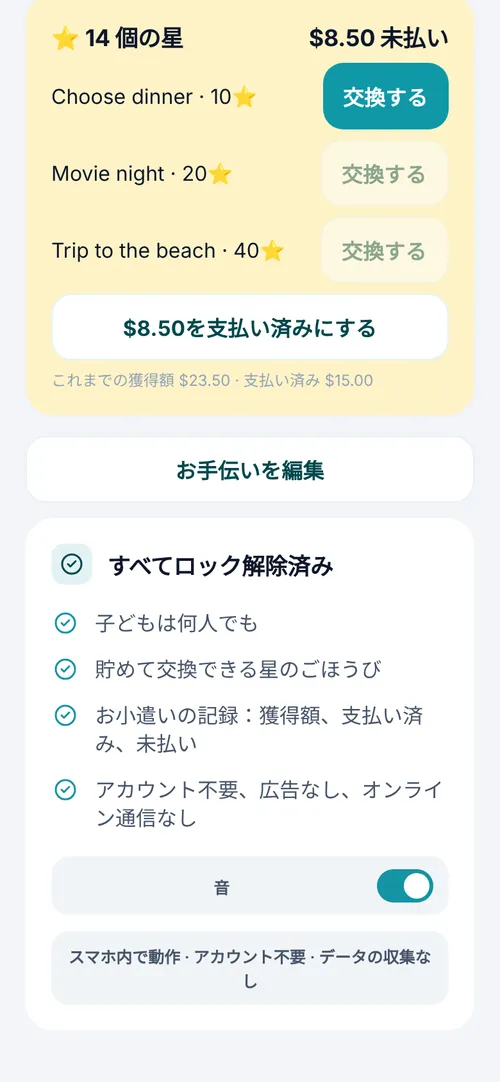 ⭐ 14 個の星
$8.50 未払い
Choose dinner · 10⭐
交換する
Movie night · 20⭐
交換する
Trip to the beach · 40⭐
交換する
$8.50を支払い済みにする
これまでの獲得額 $23.50 · 支払い済み $15.00
お手伝いを編集
すべてロック解除済み
子どもは何人でも
貯めて交換できる星のごほうび
お小遣いの記録：獲得額、支払い済
み、未払い
アカウント不要、広告なし、オンライ
ン通信なし
音
スマホ内で動作 · アカウント不要 · データの収集な
し